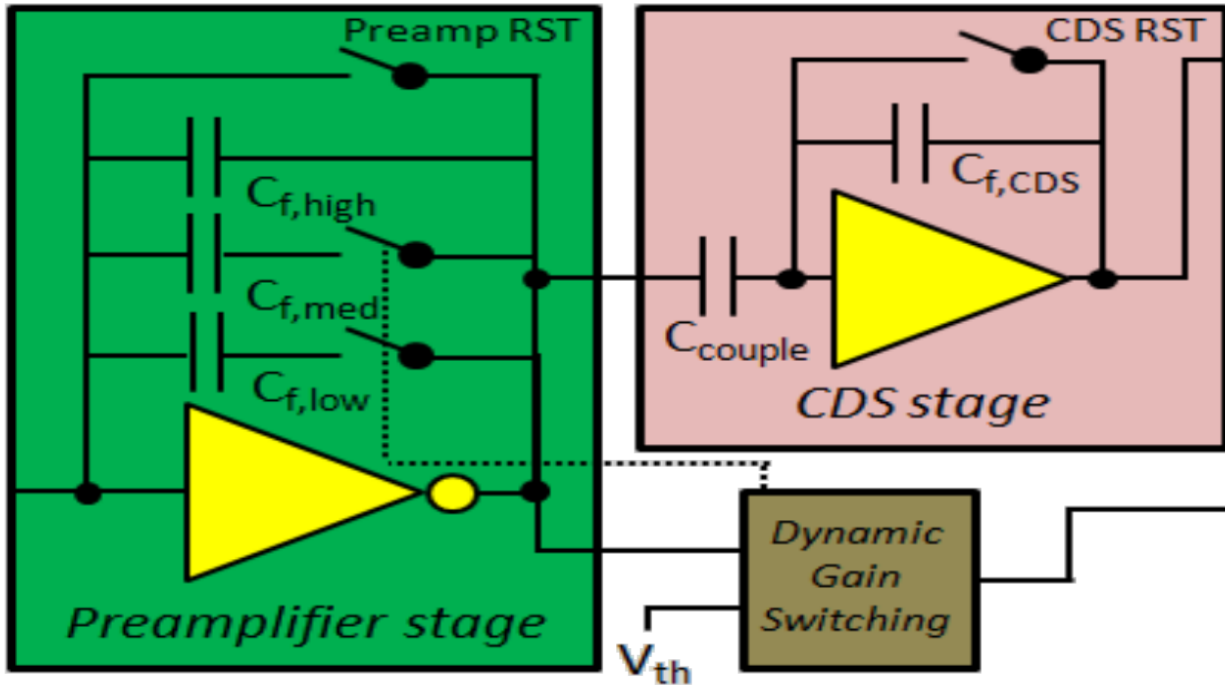 Preamp RST
C_f,high
C_f,med
C_f,low
Preamplifier stage
CDS RST
C_f,CDS
C_couple
CDS stage
Dynamic
Gain
Switching
V_th